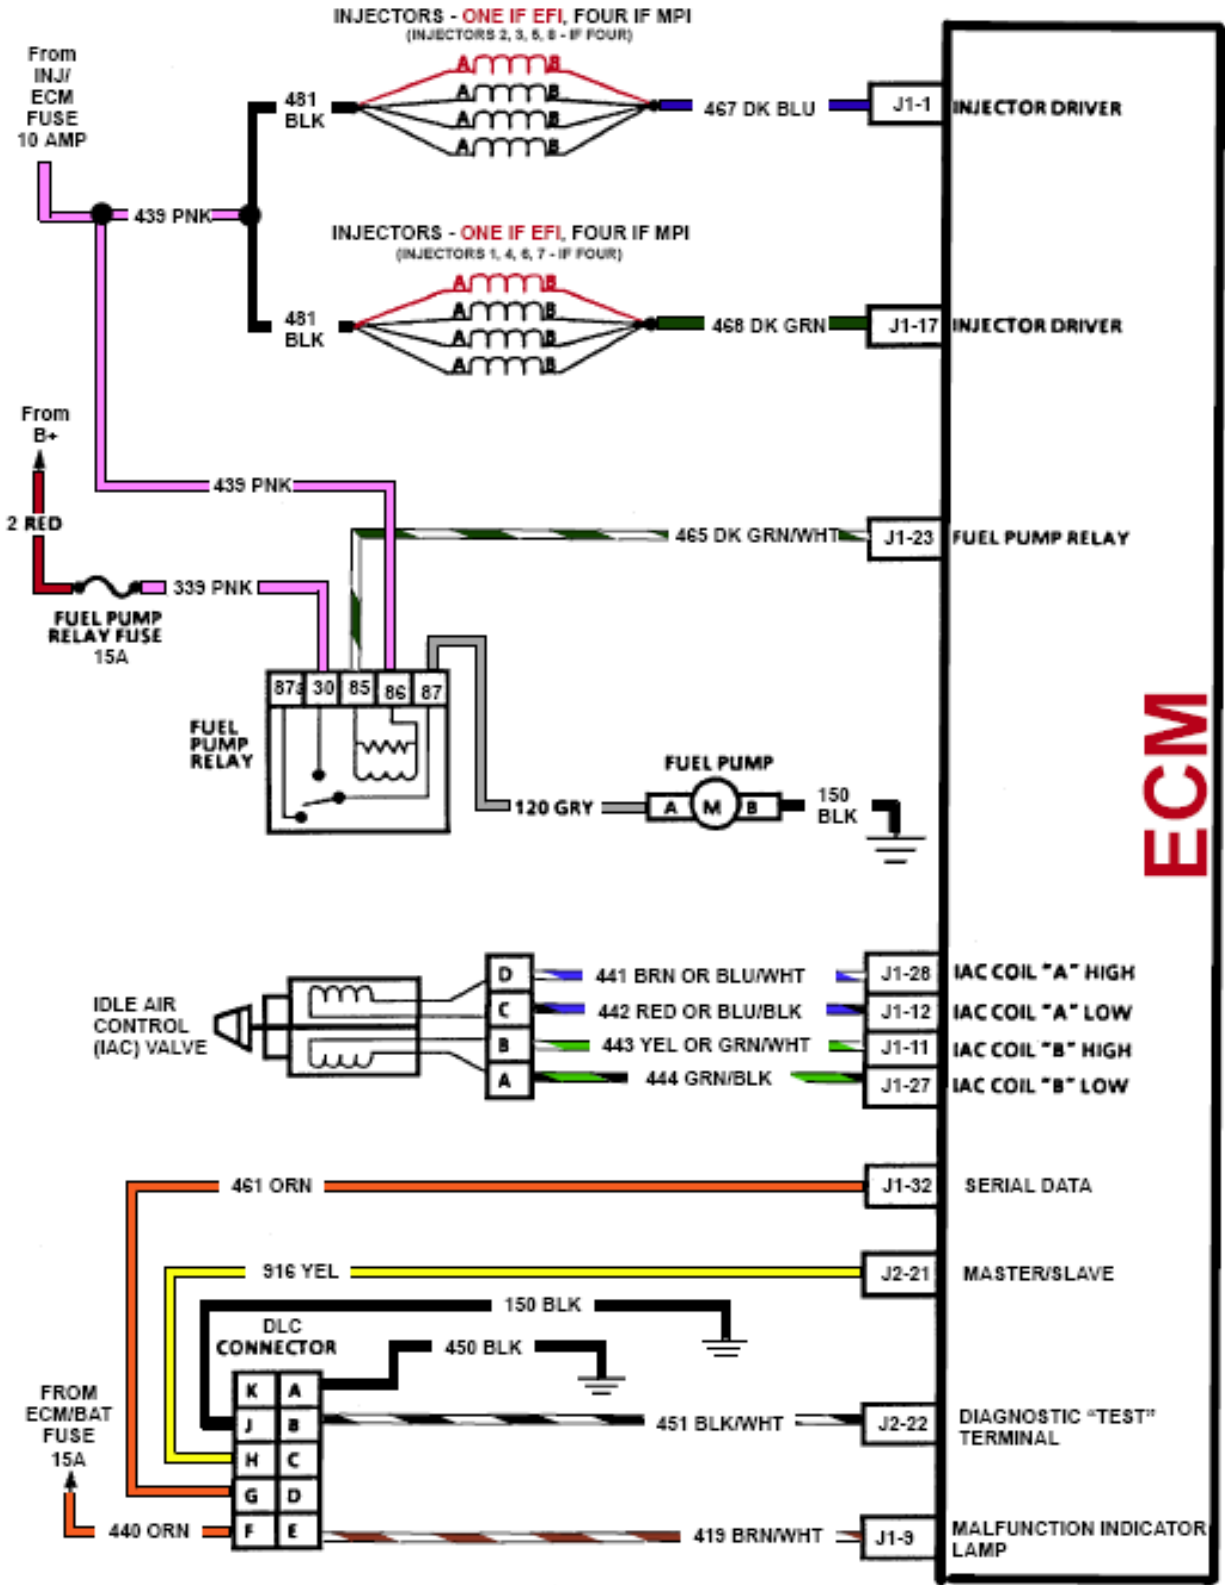 INJECTORS - ONE IF EFI, FOUR IF MPI
(INJECTORS 2, 3, 5, 8 - IF FOUR)
From
INJ/
ECM
FUSE
10 AMP
481
BLK
A B
A B
A B
A B
467 DK BLU
J1-1
INJECTOR DRIVER
439 PNK
INJECTORS - ONE IF EFI, FOUR IF MPI
(INJECTORS 1, 4, 6, 7 - IF FOUR)
481
BLK
A B
A B
A B
A B
468 DK GRN
J1-17
INJECTOR DRIVER
From
B+
439 PNK
2 RED
465 DK GRN/WHT
J1-23
FUEL PUMP RELAY
339 PNK
FUEL PUMP
RELAY FUSE
15A
87a 30 85 86 87
FUEL
PUMP
RELAY
FUEL PUMP
120 GRY
A M B
150
BLK
ECM
IDLE AIR
CONTROL
(IAC) VALVE
D 441 BRN OR BLU/WHT J1-28 IAC COIL "A" HIGH
C 442 RED OR BLU/BLK J1-12 IAC COIL "A" LOW
B 443 YEL OR GRN/WHT J1-11 IAC COIL "B" HIGH
A 444 GRN/BLK J1-27 IAC COIL "B" LOW
461 ORN J1-32 SERIAL DATA
916 YEL J2-21 MASTER/SLAVE
150 BLK
DLC
CONNECTOR
450 BLK
FROM
ECM/BAT
FUSE
15A
K A
J B
H C
G D
F E
451 BLK/WHT
J2-22
DIAGNOSTIC “TEST”
TERMINAL
440 ORN
419 BRN/WHT
J1-9
MALFUNCTION INDICATOR
LAMP